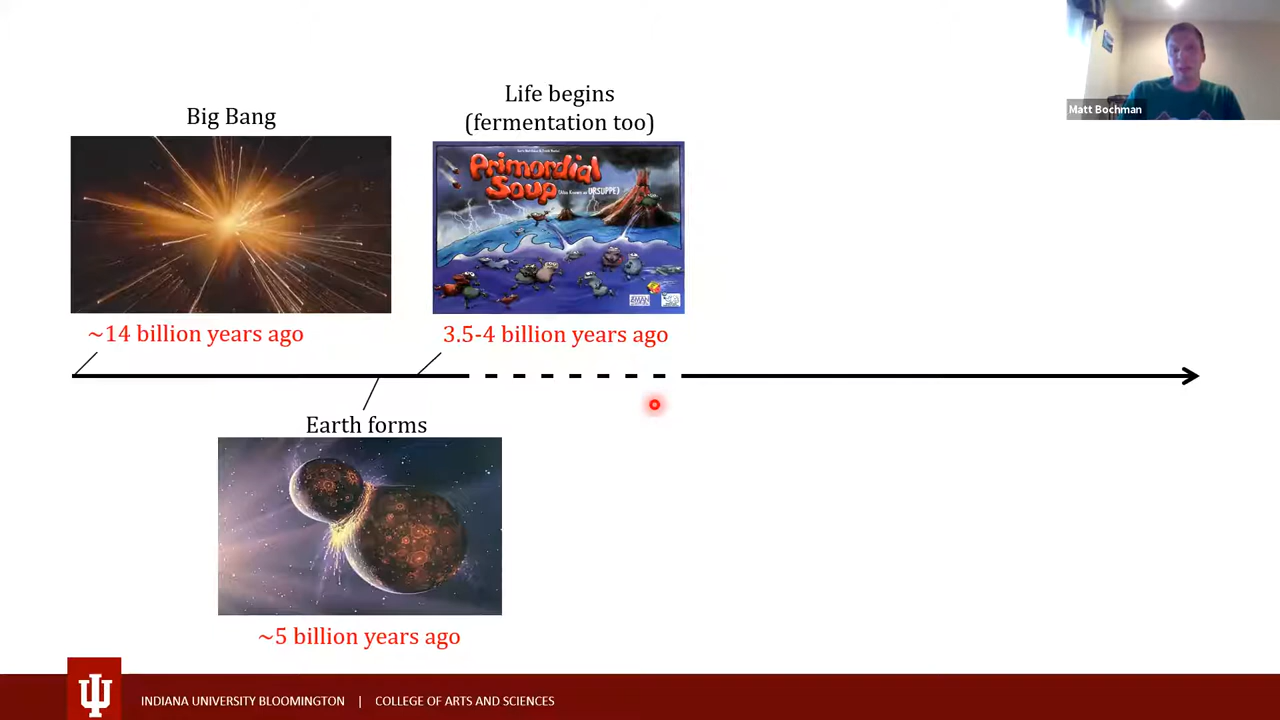 Matt Bochman
Big Bang
~14 billion years ago
Life begins
(fermentation too)
Primordial
Soup
URSUPPE
3.5-4 billion years ago
Earth forms
~5 billion years ago
INDIANA UNIVERSITY BLOOMINGTON | COLLEGE OF ARTS AND SCIENCES